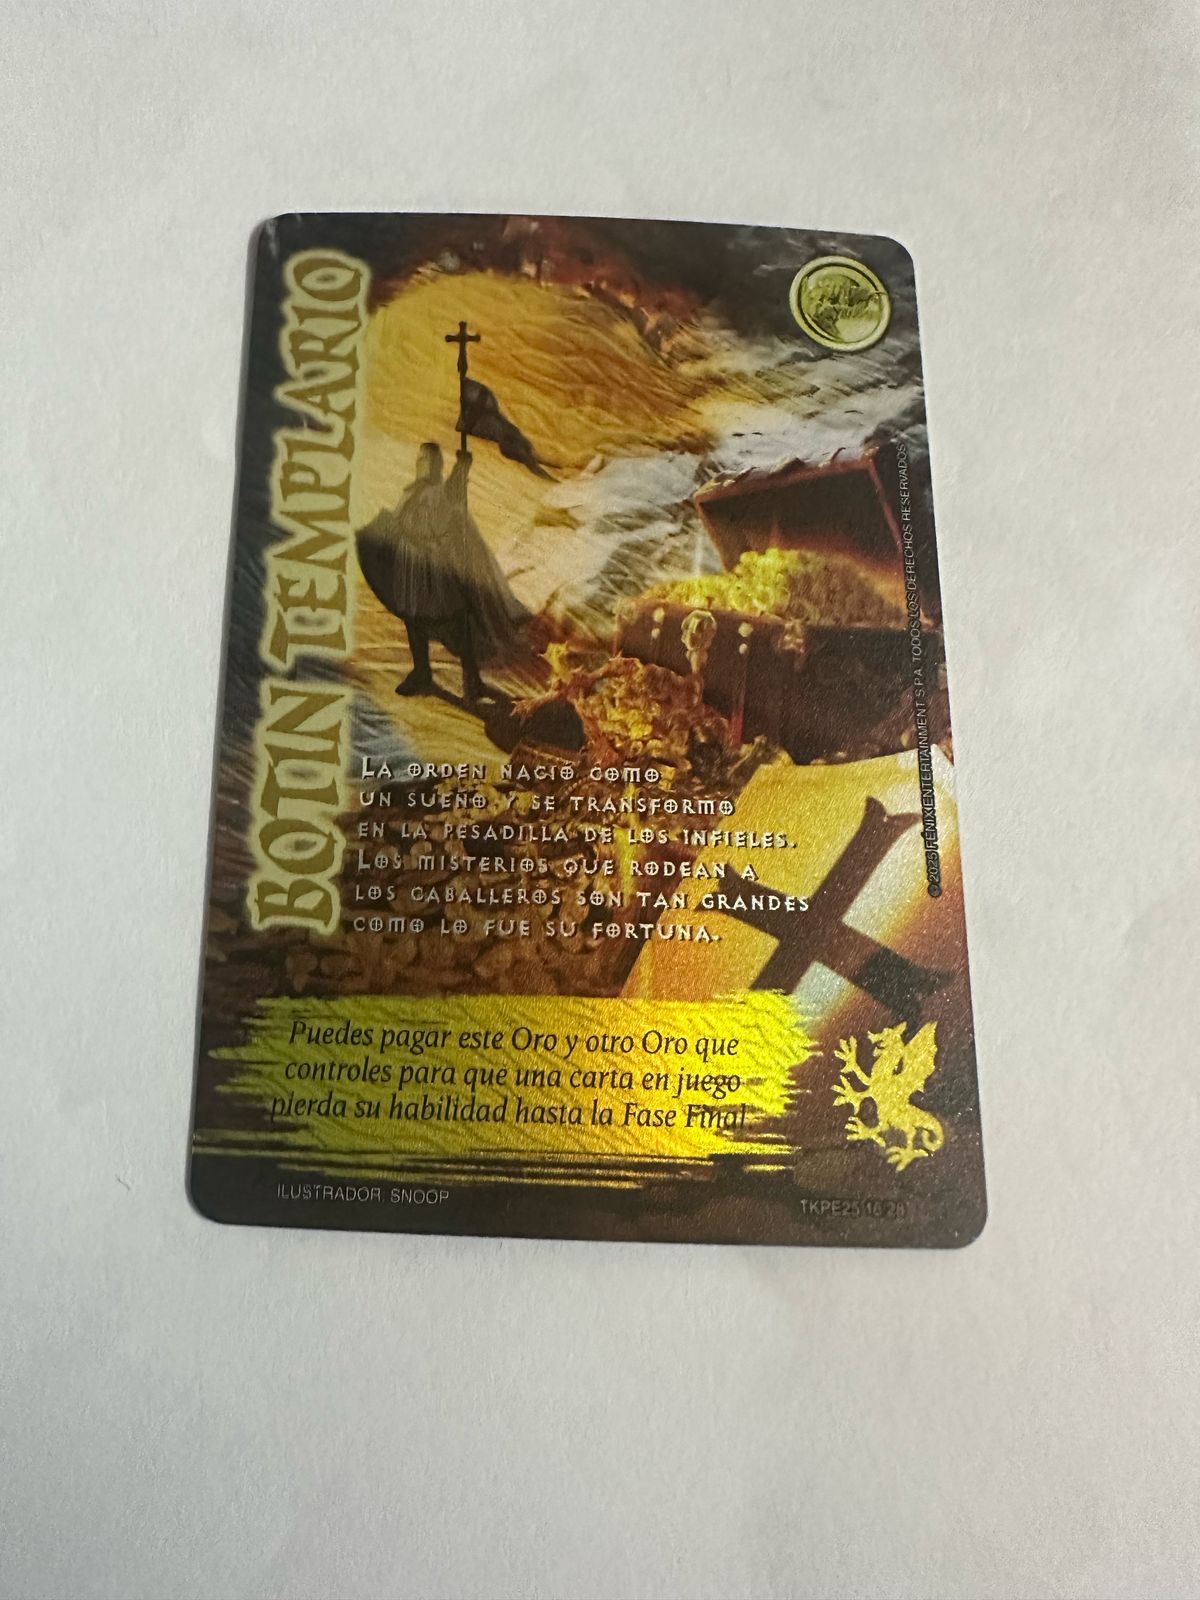 BOTIN TEMPLARIO
LA ORDEN NACIÓ COMO
UN SUEÑO Y SE TRANSFORMO
EN LA PESADILLA DE LOS INFIELES.
LOS MISTERIOS QUE RODEAN A
LOS CABALLEROS SON TAN GRANDES
COMO LO FUE SU FORTUNA.
Puedes pagar este Oro y otro Oro que
controles para que una carta en juego
pierda su habilidad hasta la Fase Final
ILUSTRADOR: SNOOP
© 2025 FÉNIX ENTERTAINMENT S.P.A. TODOS LOS DERECHOS RESERVADOS